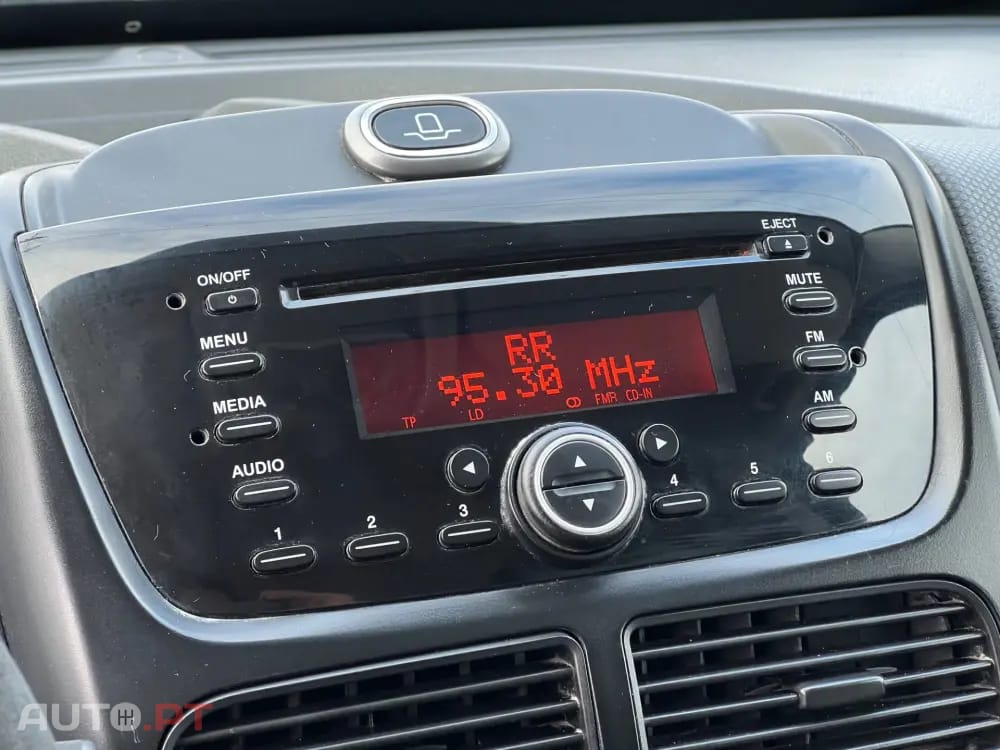 EJECT
ON/OFF
MUTE
MENU
RR
95.30 MHz
TP LD FMR CD-IN
FM
MEDIA
AM
AUDIO
1 2 3 4 5 6
AUTO.PT